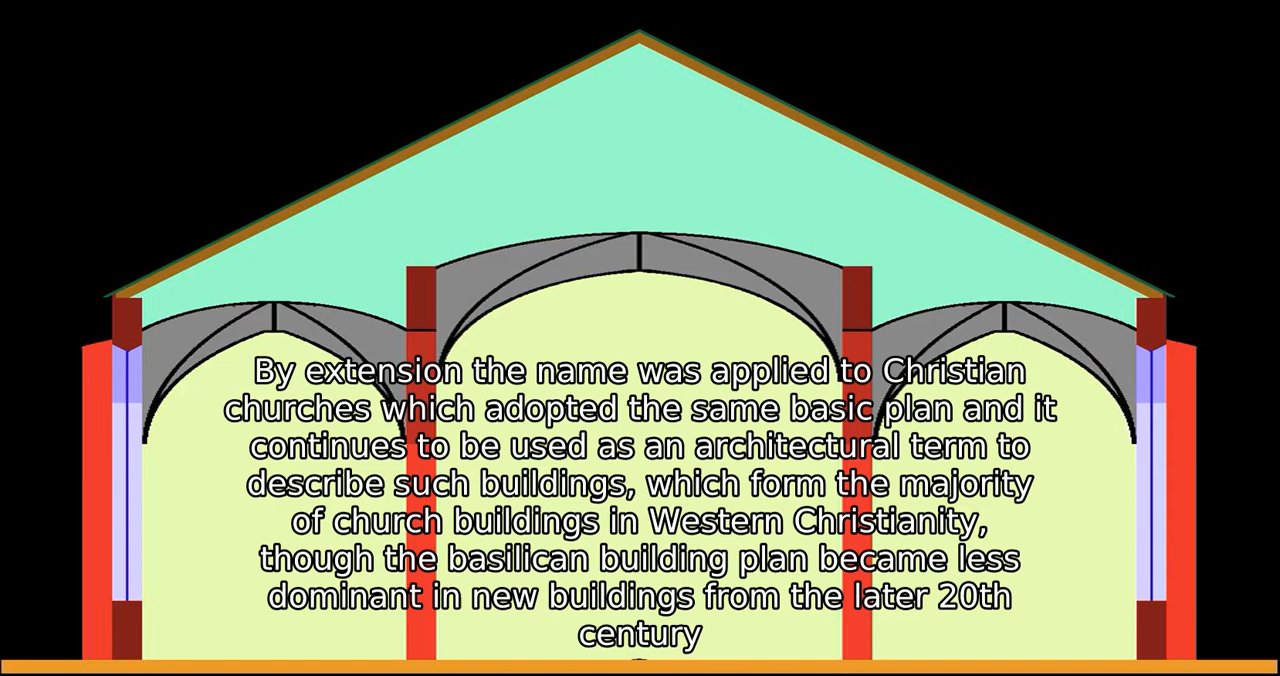 By extension the name was applied to Christian
churches which adopted the same basic plan and it
continues to be used as an architectural term to
describe such buildings, which form the majority
of church buildings in Western Christianity,
though the basilican building plan became less
dominant in new buildings from the later 20th
century